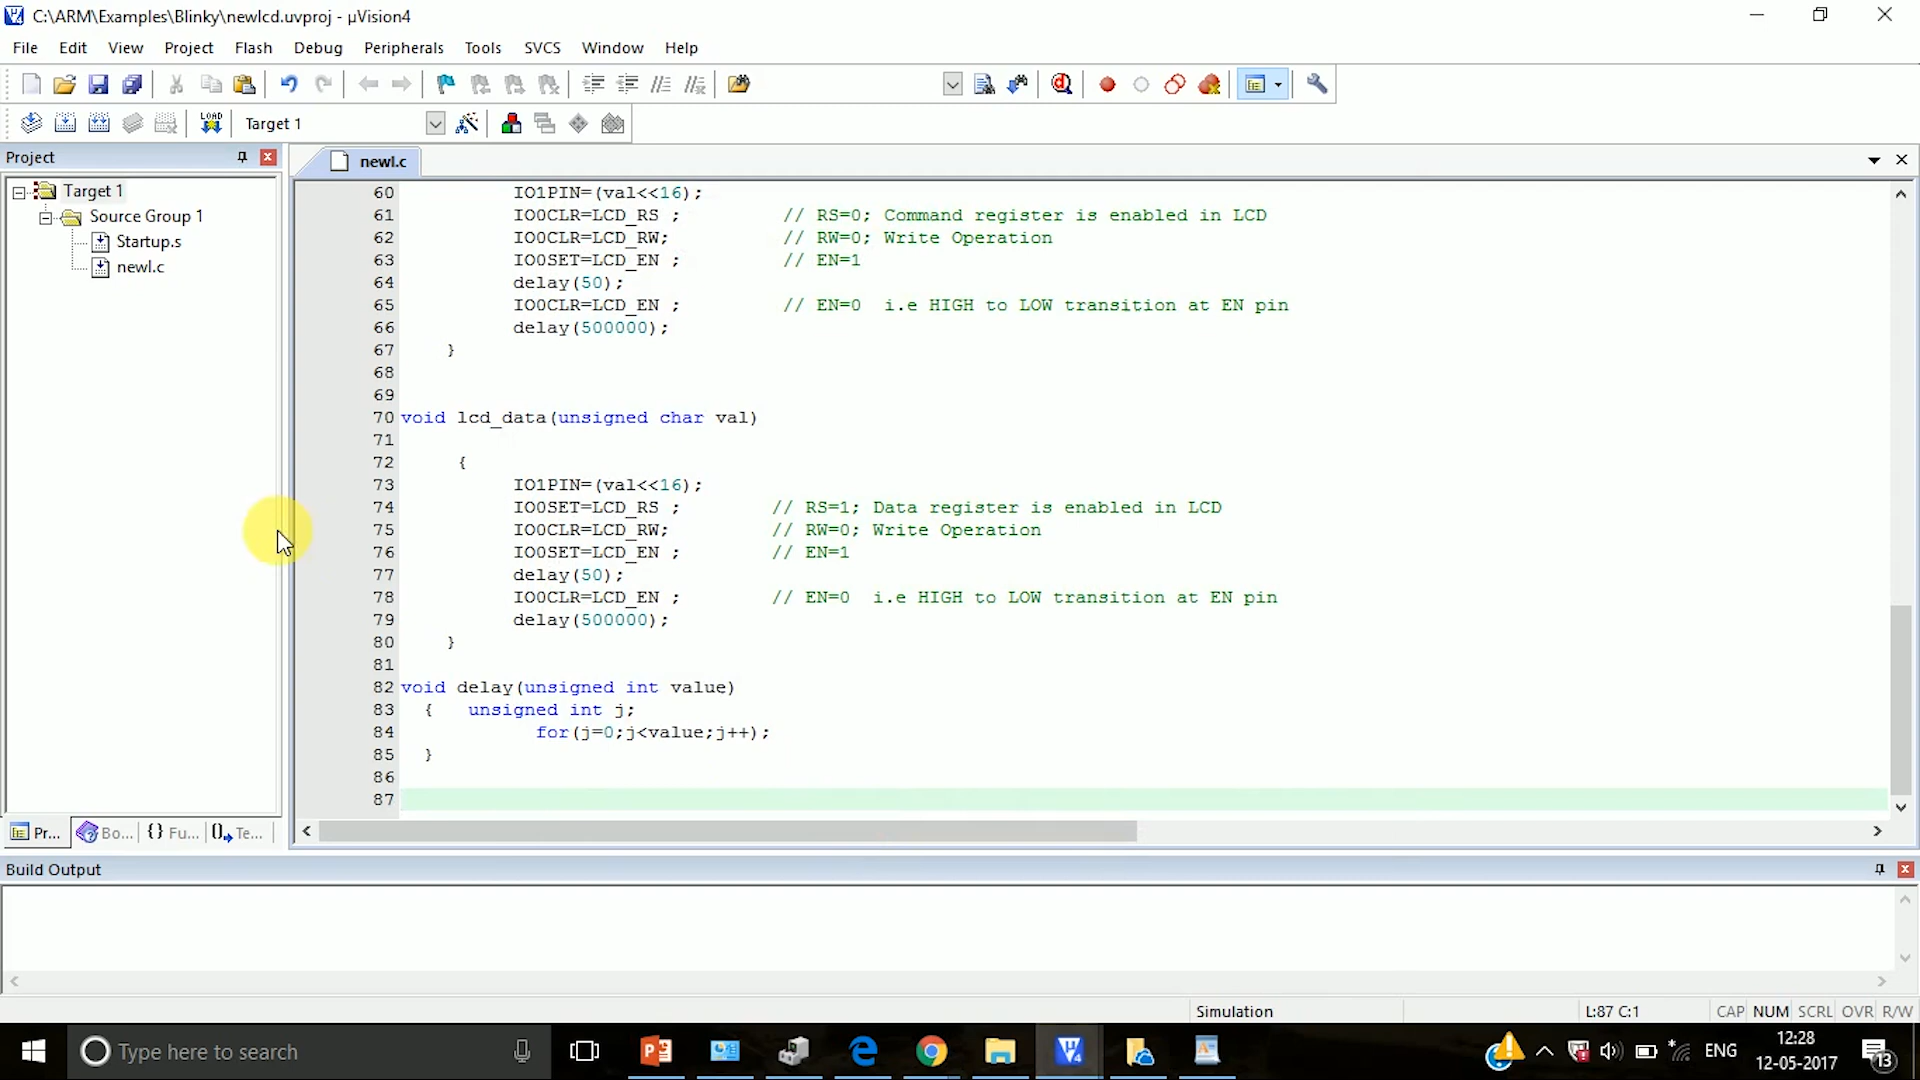 C:\ARM\Examples\Blinky\newlcd.uvproj - µVision4
File Edit View Project Flash Debug Peripherals Tools SVCS Window Help
LOAD Target 1
Project
newl.c
Target 1
Source Group 1
Startup.s
newl.c
60 IO1PIN=(val<<16);
61 IO0CLR=LCD_RS ; // RS=0; Command register is enabled in LCD
62 IO0CLR=LCD_RW; // RW=0; Write Operation
63 IO0SET=LCD_EN ; // EN=1
64 delay(50);
65 IO0CLR=LCD_EN ; // EN=0 i.e HIGH to LOW transition at EN pin
66 delay(500000);
67 }
68
69
70 void lcd_data(unsigned char val)
71
72 {
73 IO1PIN=(val<<16);
74 IO0SET=LCD_RS ; // RS=1; Data register is enabled in LCD
75 IO0CLR=LCD_RW; // RW=0; Write Operation
76 IO0SET=LCD_EN ; // EN=1
77 delay(50);
78 IO0CLR=LCD_EN ; // EN=0 i.e HIGH to LOW transition at EN pin
79 delay(500000);
80 }
81
82 void delay(unsigned int value)
83 { unsigned int j;
84 for(j=0;j<value;j++);
85 }
86
87
Pr... Bo... {} Fu... 0 Te...
Build Output
Simulation L:87 C:1 CAP NUM SCRL OVR R/W
Type here to search
ENG
12:28
12-05-2017
13